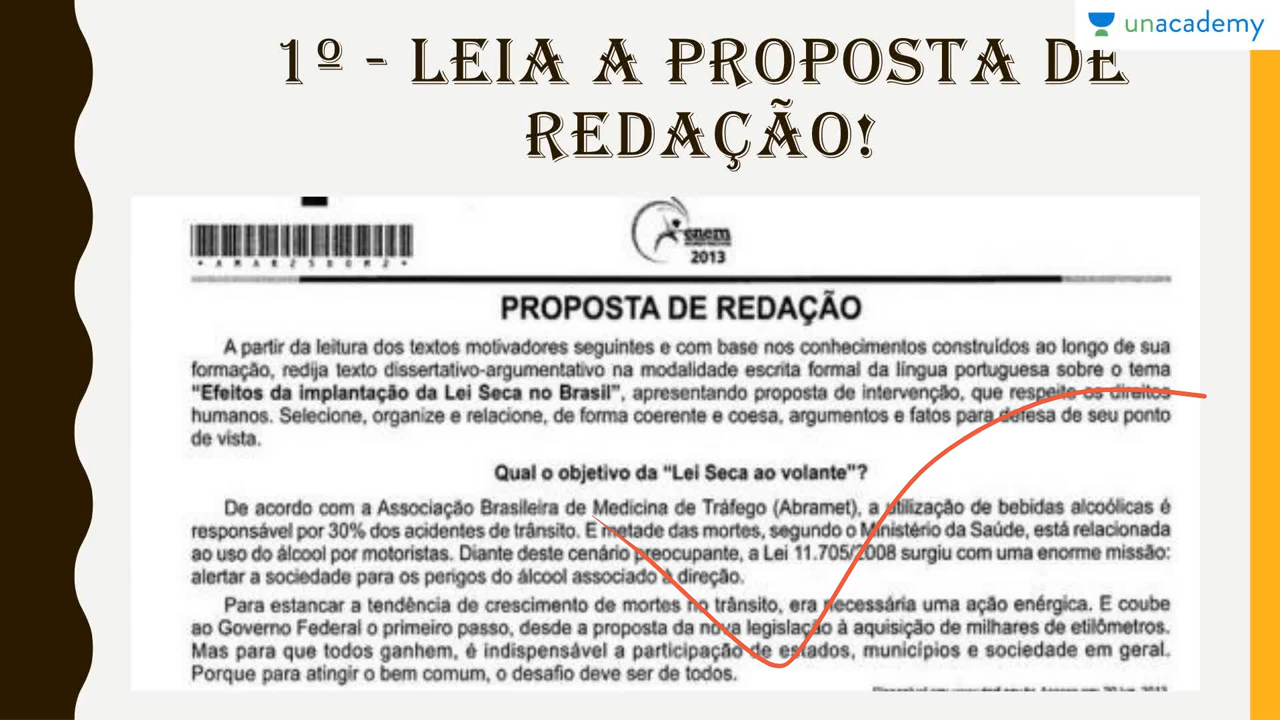 unacademy
1º - LEIA A PROPOSTA DE
REDAÇÃO!
enem
2013
PROPOSTA DE REDAÇÃO
A partir da leitura dos textos motivadores seguintes e com base nos conhecimentos construídos ao longo de sua
formação, redija texto dissertativo-argumentativo na modalidade escrita formal da língua portuguesa sobre o tema
“Efeitos da implantação da Lei Seca no Brasil”, apresentando proposta de intervenção, que respeite os direitos
humanos. Selecione, organize e relacione, de forma coerente e coesa, argumentos e fatos para defesa de seu ponto
de vista.
Qual o objetivo da “Lei Seca ao volante”?
De acordo com a Associação Brasileira de Medicina de Tráfego (Abramet), a utilização de bebidas alcoólicas é
responsável por 30% dos acidentes de trânsito. E metade das mortes, segundo o Ministério da Saúde, está relacionada
ao uso do álcool por motoristas. Diante deste cenário preocupante, a Lei 11.705/2008 surgiu com uma enorme missão:
alertar a sociedade para os perigos do álcool associado à direção.
Para estancar a tendência de crescimento de mortes no trânsito, era necessária uma ação enérgica. E coube
ao Governo Federal o primeiro passo, desde a proposta da nova legislação à aquisição de milhares de etilômetros.
Mas para que todos ganhem, é indispensável a participação de estados, municípios e sociedade em geral.
Porque para atingir o bem comum, o desafio deve ser de todos.